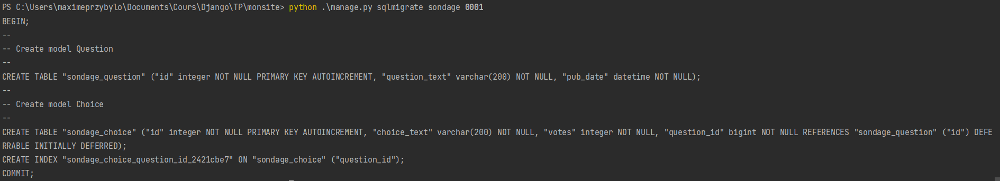 PS C:\Users\maximeprzybylo\Documents\Cours\Django\TP\monsite> python .\manage.py sqlmigrate sondage 0001
BEGIN;
--
-- Create model Question
--
CREATE TABLE "sondage_question" ("id" integer NOT NULL PRIMARY KEY AUTOINCREMENT, "question_text" varchar(200) NOT NULL, "pub_date" datetime NOT NULL);
--
-- Create model Choice
--
CREATE TABLE "sondage_choice" ("id" integer NOT NULL PRIMARY KEY AUTOINCREMENT, "choice_text" varchar(200) NOT NULL, "votes" integer NOT NULL, "question_id" bigint NOT NULL REFERENCES "sondage_question" ("id") DEFE
RRABLE INITIALLY DEFERRED);
CREATE INDEX "sondage_choice_question_id_2421cbe7" ON "sondage_choice" ("question_id");
COMMIT;